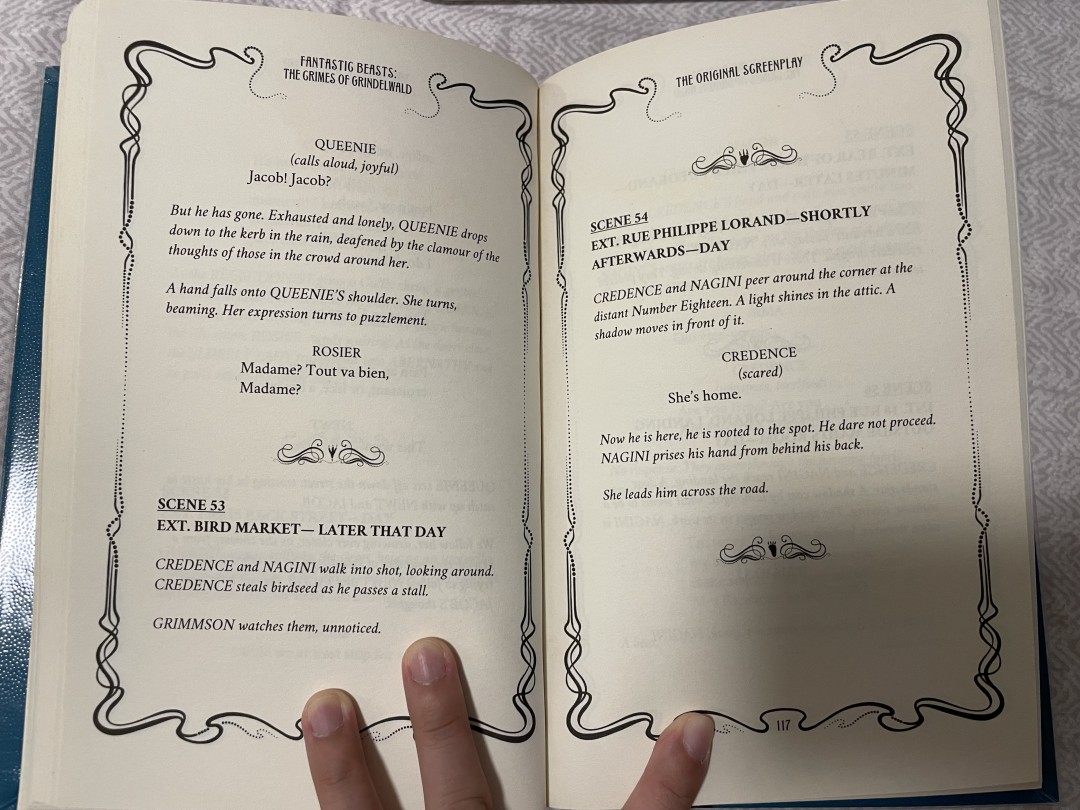 FANTASTIC BEASTS:
THE CRIMES OF GRINDELWALD
QUEENIE
(calls aloud, joyful)
Jacob! Jacob?
But he has gone. Exhausted and lonely, QUEENIE drops
down to the kerb in the rain, deafened by the clamour of the
thoughts of those in the crowd around her.
A hand falls onto QUEENIE'S shoulder. She turns,
beaming. Her expression turns to puzzlement.
ROSIER
Madame? Tout va bien,
Madame?
SCENE 53
EXT. BIRD MARKET— LATER THAT DAY
CREDENCE and NAGINI walk into shot, looking around.
CREDENCE steals birdseed as he passes a stall.
GRIMMSON watches them, unnoticed.
THE ORIGINAL SCREENPLAY
SCENE 54
EXT. RUE PHILIPPE LORAND—SHORTLY
AFTERWARDS—DAY
CREDENCE and NAGINI peer around the corner at the
distant Number Eighteen. A light shines in the attic. A
shadow moves in front of it.
CREDENCE
(scared)
She's home.
Now he is here, he is rooted to the spot. He dare not proceed.
NAGINI prises his hand from behind his back.
She leads him across the road.
117